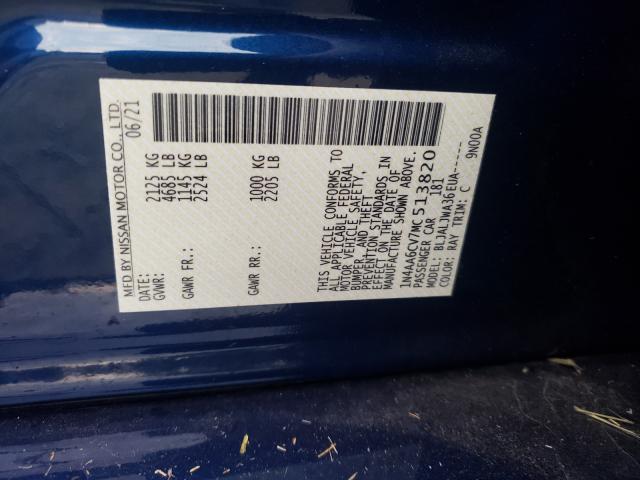 MFD BY NISSAN MOTOR CO., LTD.
DATE: 06/21
GVWR: 2125 KG
4685 LB
GAWR FR: 1145 KG
2524 LB
GAWR RR: 1000 KG
2205 LB
THIS VEHICLE CONFORMS TO
ALL APPLICABLE FEDERAL
MOTOR VEHICLE SAFETY,
BUMPER, AND THEFT
PREVENTION STANDARDS IN
EFFECT ON THE DATE OF
MANUFACTURE SHOWN ABOVE.
1N4AA6CV7MC513820
PASSENGER CAR 181
MODEL: BLJALJWA36EUA------
COLOR: RAY TRIM: C 9N00A